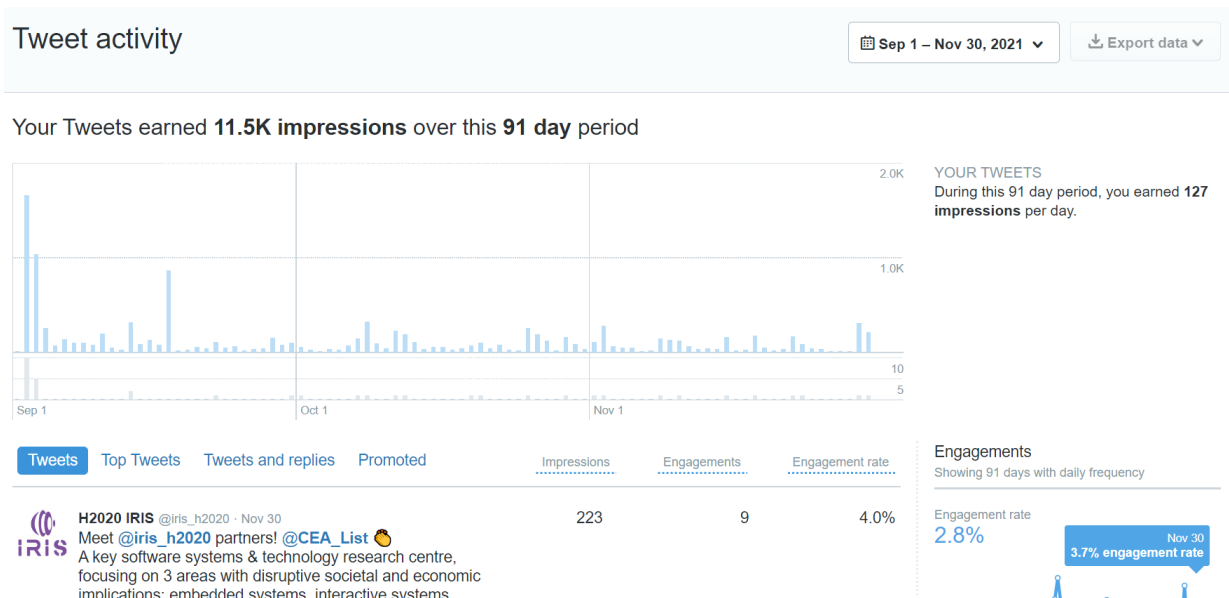 Tweet activity
Sep 1 – Nov 30, 2021
Export data
Your Tweets earned 11.5K impressions over this 91 day period
2.0K
1.0K
10
5
Sep 1
Oct 1
Nov 1
YOUR TWEETS
During this 91 day period, you earned 127
impressions per day.
Tweets Top Tweets Tweets and replies Promoted
Impressions Engagements Engagement rate
H2020 IRIS @iris_h2020 · Nov 30
223 9 4.0%
Meet @iris_h2020 partners! @CEA_List 👏
A key software systems & technology research centre,
focusing on 3 areas with disruptive societal and economic
implications: embedded systems, interactive systems
IRIS
Engagements
Showing 91 days with daily frequency
Engagement rate
2.8%
Nov 30
3.7% engagement rate